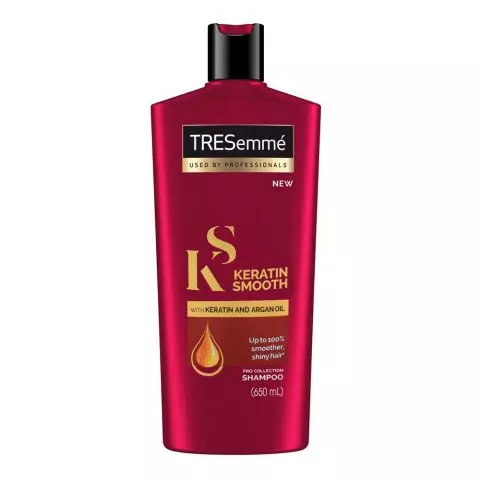 TRESemmé
USED BY PROFESSIONALS
NEW
KS
KERATIN
SMOOTH
WITH KERATIN AND ARGAN OIL
Up to 100%
smoother,
shiny hair*
PRO COLLECTION
SHAMPOO
(650 mL)